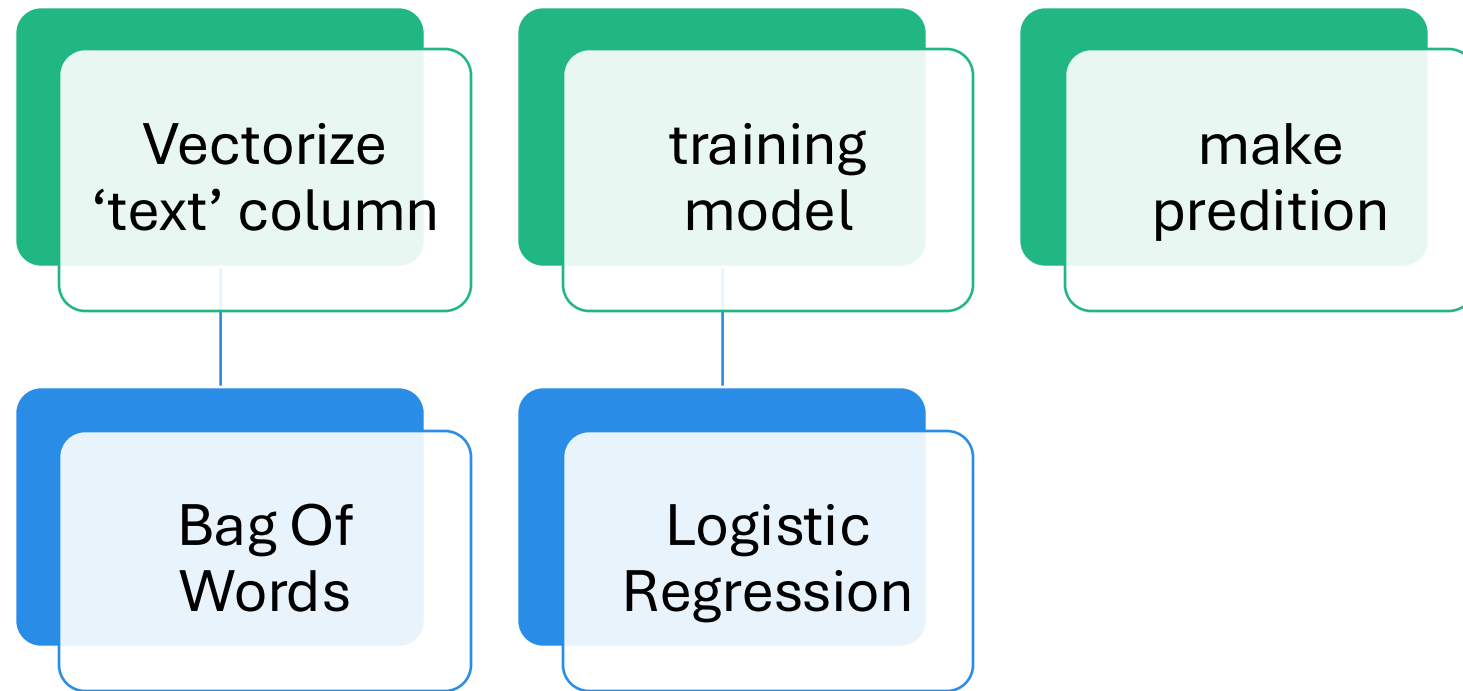 Vectorize
‘text’ column
training
model
make
predition
Bag Of
Words
Logistic
Regression